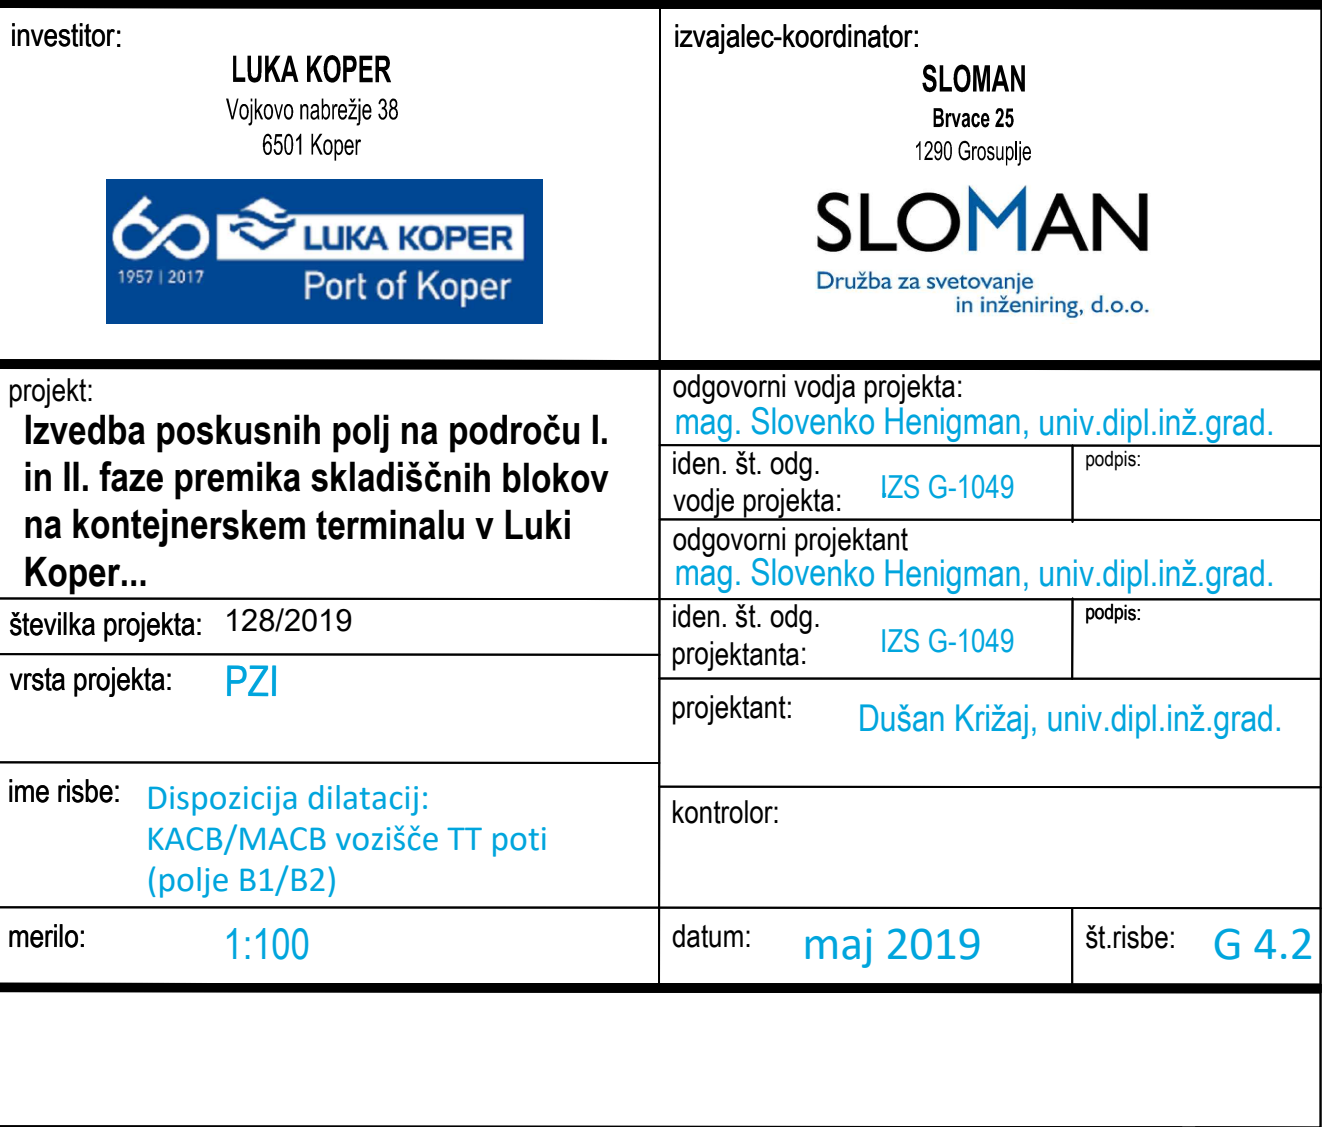 investitor:
LUKA KOPER
Vojkovo nabrežje 38
6501 Koper
60 LUKA KOPER
1957 | 2017
Port of Koper
izvajalec-koordinator:
SLOMAN
Brvace 25
1290 Grosuplje
SLOMAN
Družba za svetovanje
in inženiring, d.o.o.
projekt:
Izvedba poskusnih polj na področu I.
in II. faze premika skladiščnih blokov
na kontejnerskem terminalu v Luki
Koper...
številka projekta: 128/2019
vrsta projekta: PZI
ime risbe: Dispozicija dilatacij:
KACB/MACB vozišče TT poti
(polje B1/B2)
merilo: 1:100
odgovorni vodja projekta:
mag. Slovenko Henigman, univ.dipl.inž.grad.
iden. št. odg.
vodje projekta: IZS G-1049
podpis:
odgovorni projektant
mag. Slovenko Henigman, univ.dipl.inž.grad.
iden. št. odg.
projektanta: IZS G-1049
podpis:
projektant: Dušan Križaj, univ.dipl.inž.grad.
kontrolor:
datum: maj 2019
št.risbe: G 4.2